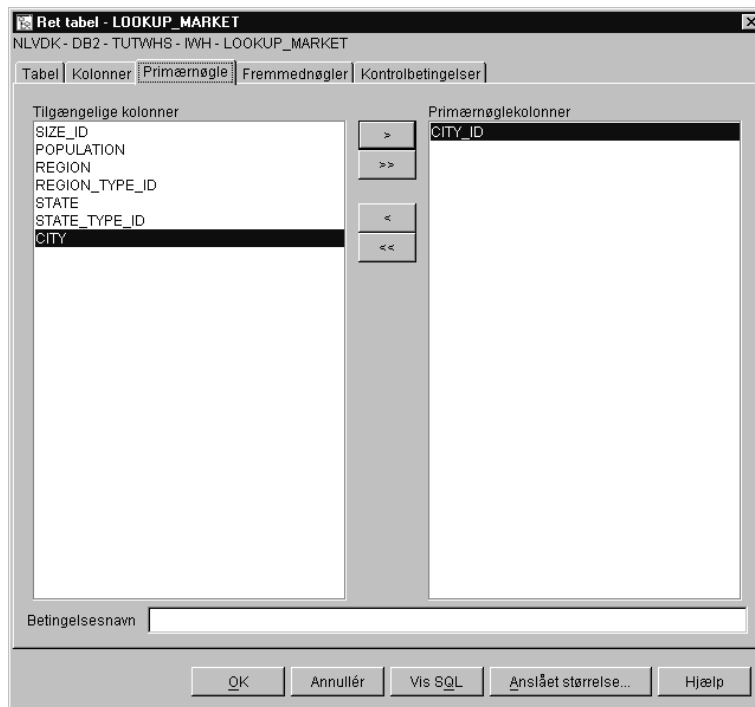 Ret tabel - LOOKUP_MARKET
NLVDK - DB2 - TUTWHS - IWH - LOOKUP_MARKET
Tabel Kolonner Primærnøgle Fremmednøgler Kontrolbetingelser
Tilgængelige kolonner
SIZE_ID
POPULATION
REGION
REGION_TYPE_ID
STATE
STATE_TYPE_ID
CITY
>
>>
<
<<
Primærnøglekolonner
CITY_ID
Betingelsesnavn
OK Annullér Vis SQL Anslået størrelse... Hjælp